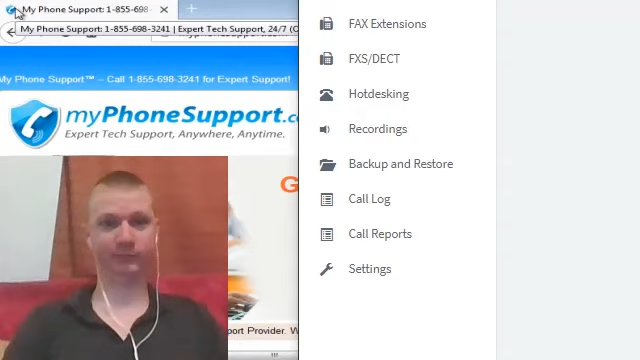 My Phone Support: 1-855-698-
My Phone Support: 1-855-698-3241 | Expert Tech Support, 24/7 (
My Phone Support™ – Call 1-855-698-3241 for Expert Support!
myPhoneSupport.co
Expert Tech Support, Anywhere, Anytime.
G
port Provider. W
FAX Extensions
FXS/DECT
Hotdesking
Recordings
Backup and Restore
Call Log
Call Reports
Settings